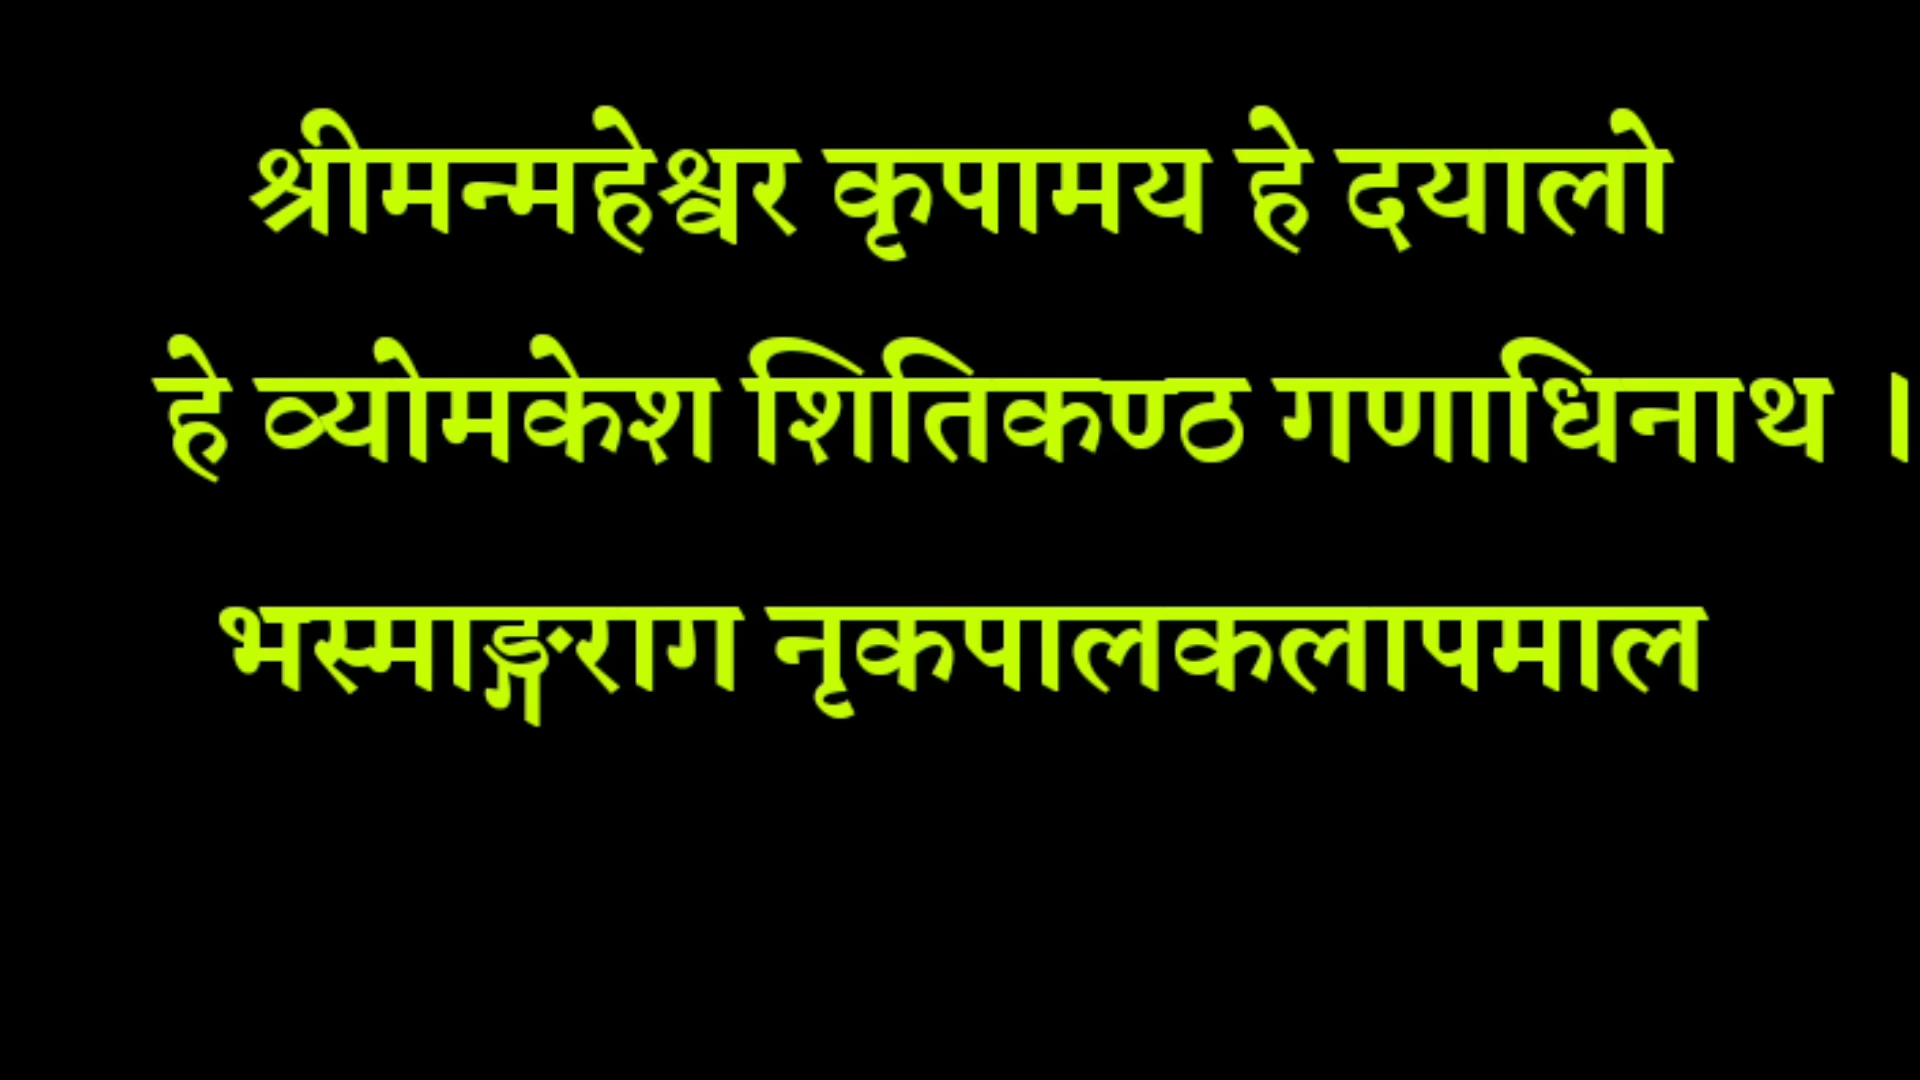 श्रीमन्महेश्वर कृपामय हे दयालो
हे व्योमकेश शितिकण्ठ गणाधिनाथ ।
भस्माङ्गराग नृकपालकलापमाल